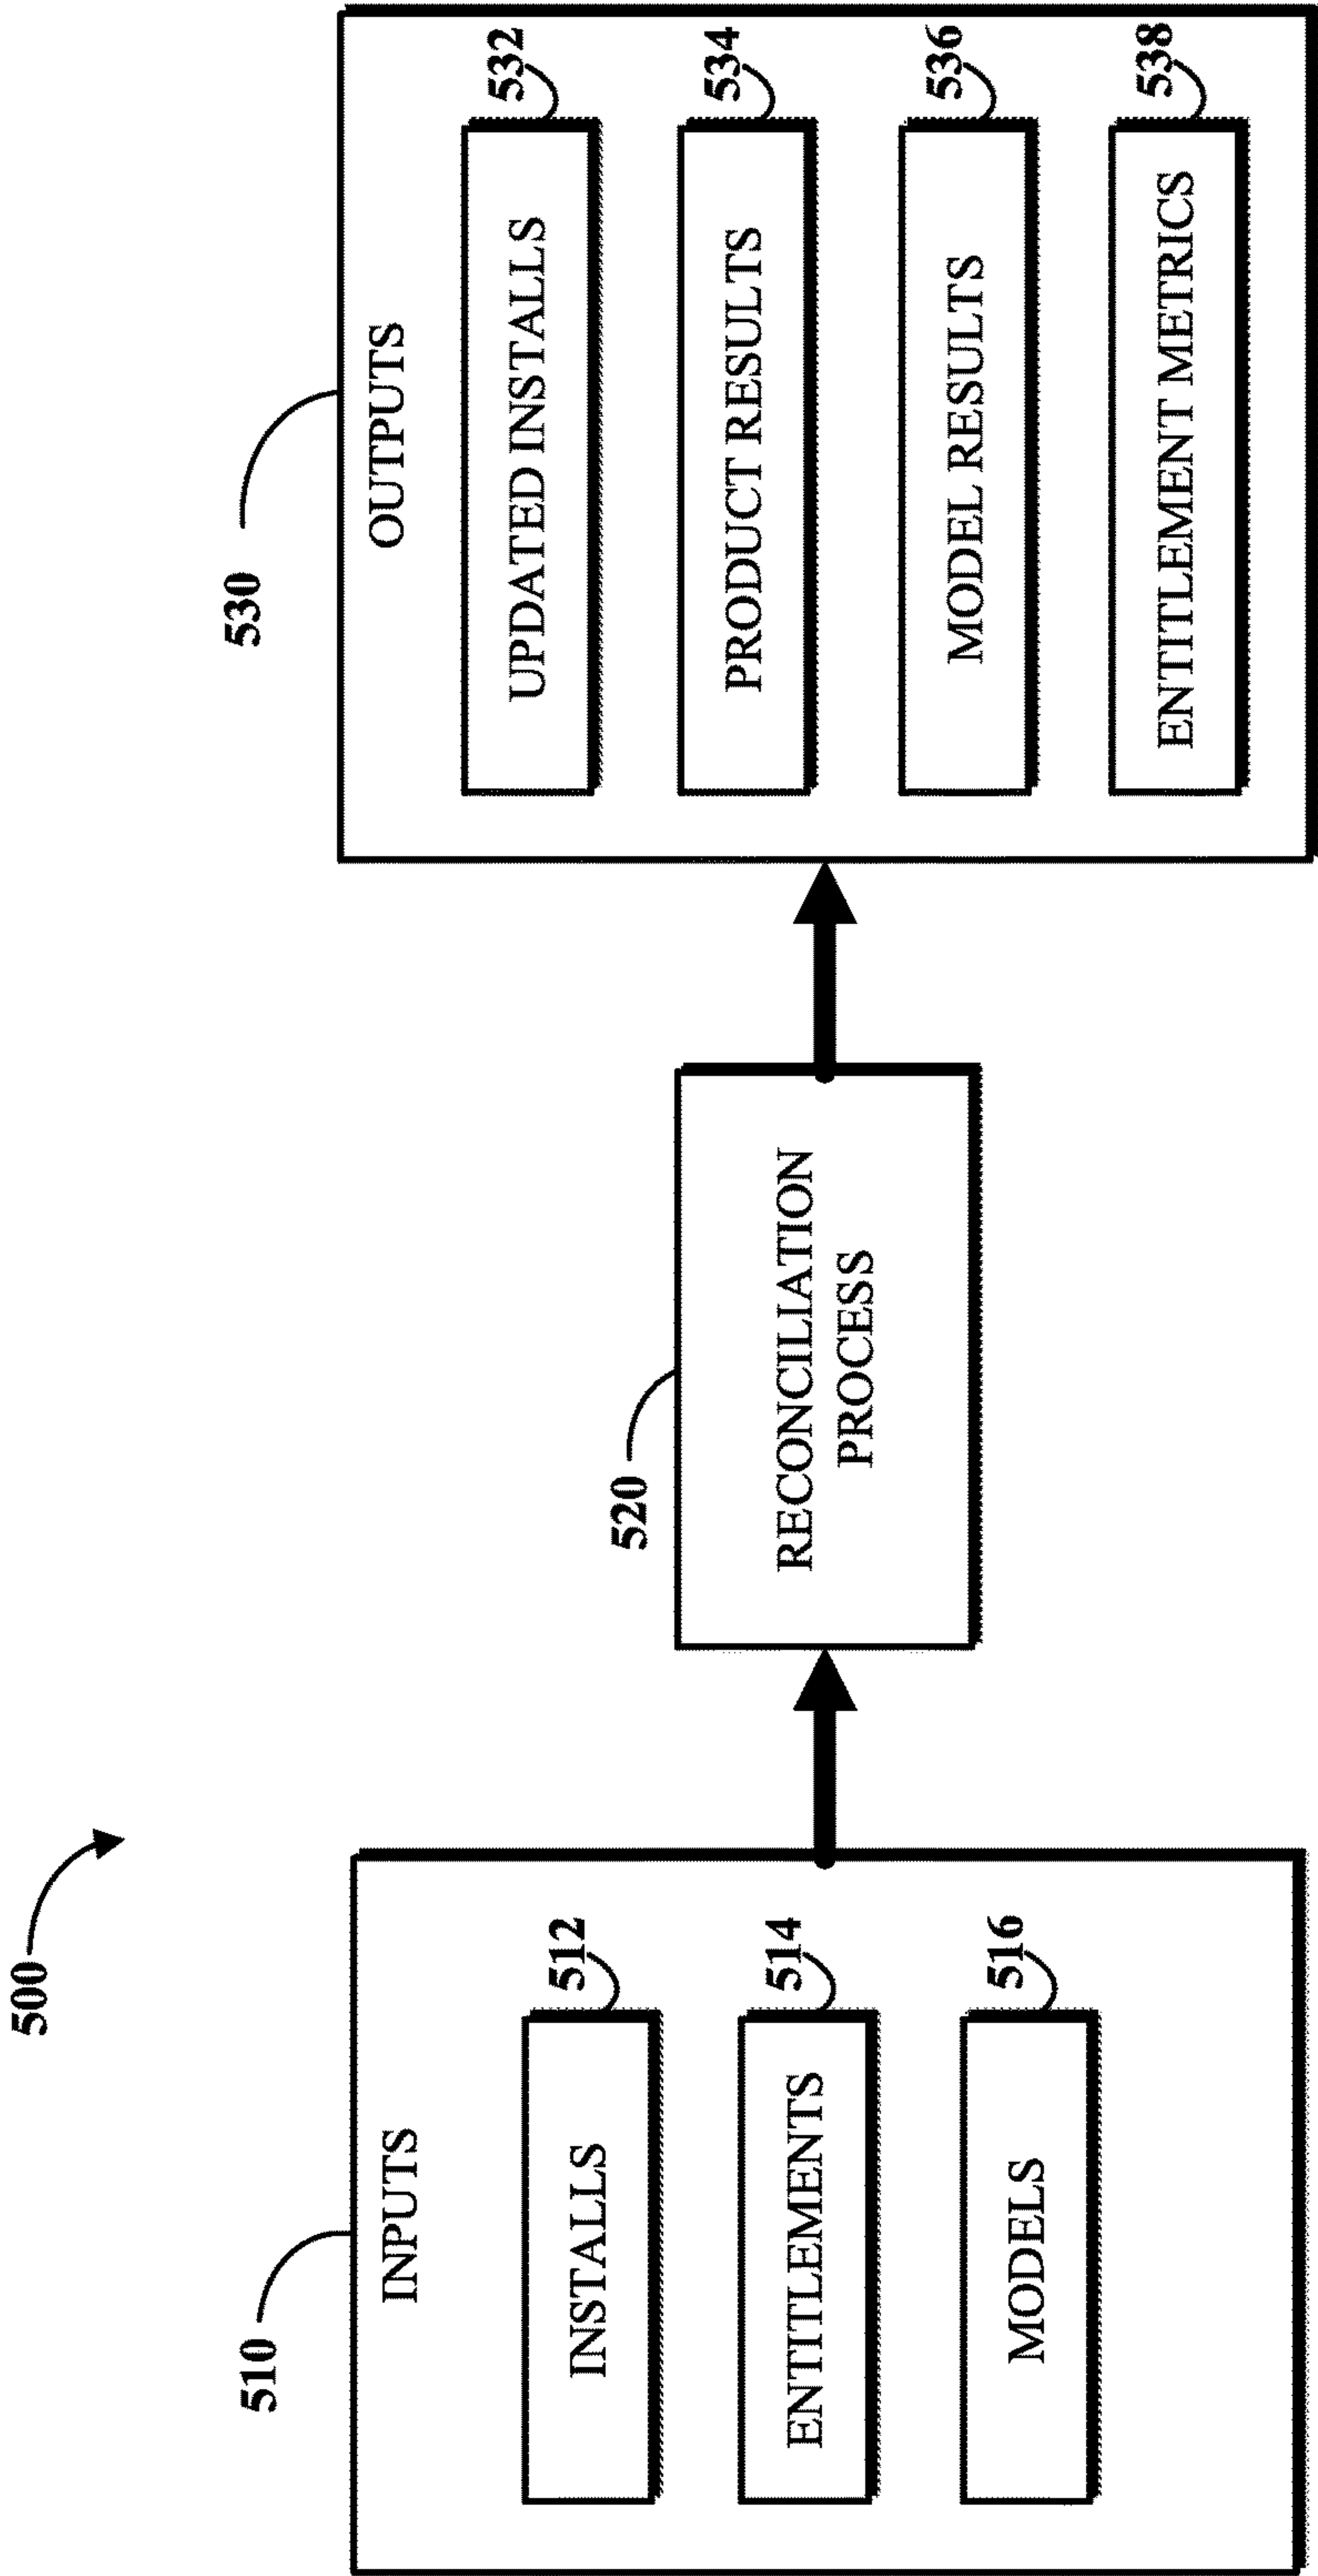 500
510
INPUTS
INSTALLS
512
ENTITLEMENTS
514
MODELS
516
520
RECONCILIATION
PROCESS
530
OUTPUTS
UPDATED INSTALLS
532
PRODUCT RESULTS
534
MODEL RESULTS
536
ENTITLEMENT METRICS
538